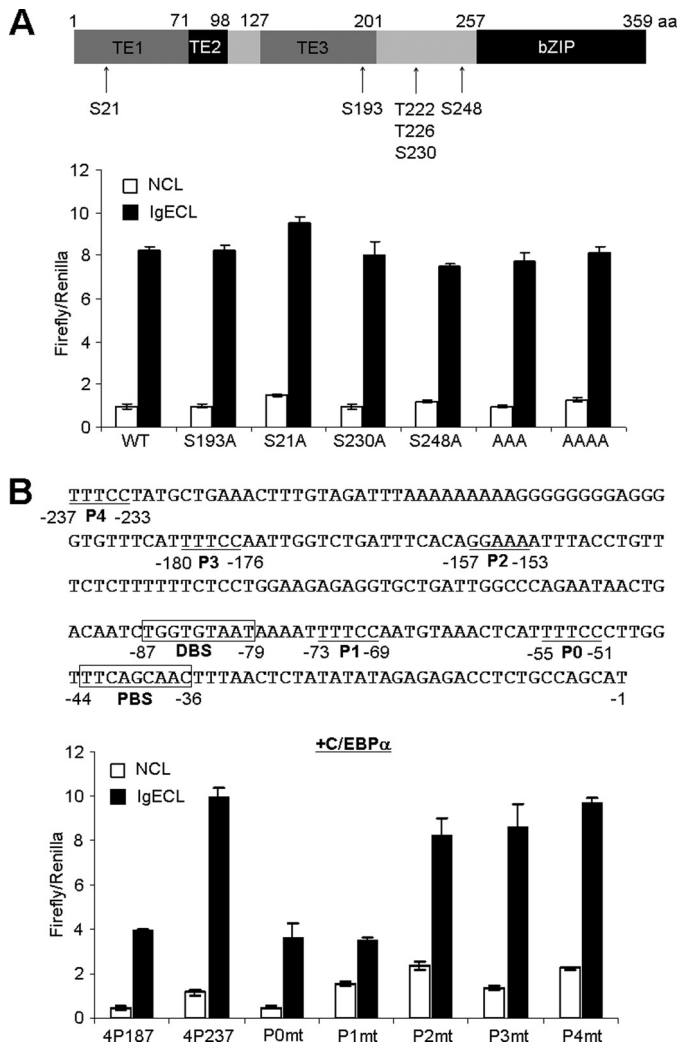 A
1 71 98 127 201 257 359 aa
TE1 TE2 TE3 bZIP
S21 S193 T222 S248
T226
S230
12
NCL
10
IgECL
8
6
4
2
0
Firefly/Renilla
WT S193A S21A S230A S248A AAA AAAA
B
TTTCCTATGCTGAAACTTTGTAGATTTAAAAAAAAAGGGGGGGGAGGG
-237 P4 -233
GTGTTTCATTTTCCAATTGGTCTGATTTCACAGGAAAATTTACCTGTT
-180 P3 -176 -157 P2 -153
TCTCTTTTTTCTCCTGGAAGAGAGGTGCTGATTGGCCCAGAATAACTG
ACAATCTGGTGTAATAAAATTTTCCAATGTAAACTCATTTTCCCTTGG
-87 DBS -79 -73 P1 -69 -55 P0 -51
TTTCAGCAACTTTAACTCTATATATAGAGAGACCTCTGCCAGCAT
-44 PBS -36 -1
+C/EBPα
12
NCL
10
IgECL
8
6
4
2
0
Firefly/Renilla
4P187 4P237 P0mt P1mt P2mt P3mt P4mt